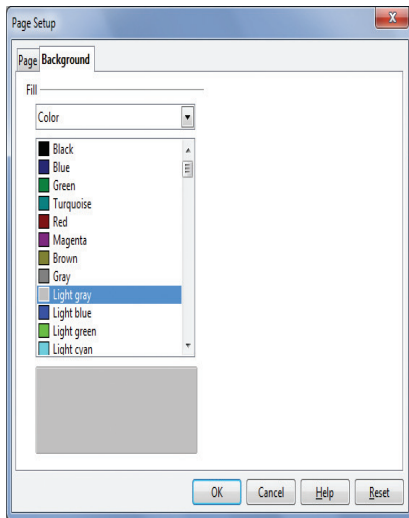 Page Setup
Page Background
Fill
Color
Black
Blue
Green
Turquoise
Red
Magenta
Brown
Gray
Light gray
Light blue
Light green
Light cyan
OK Cancel Help Reset